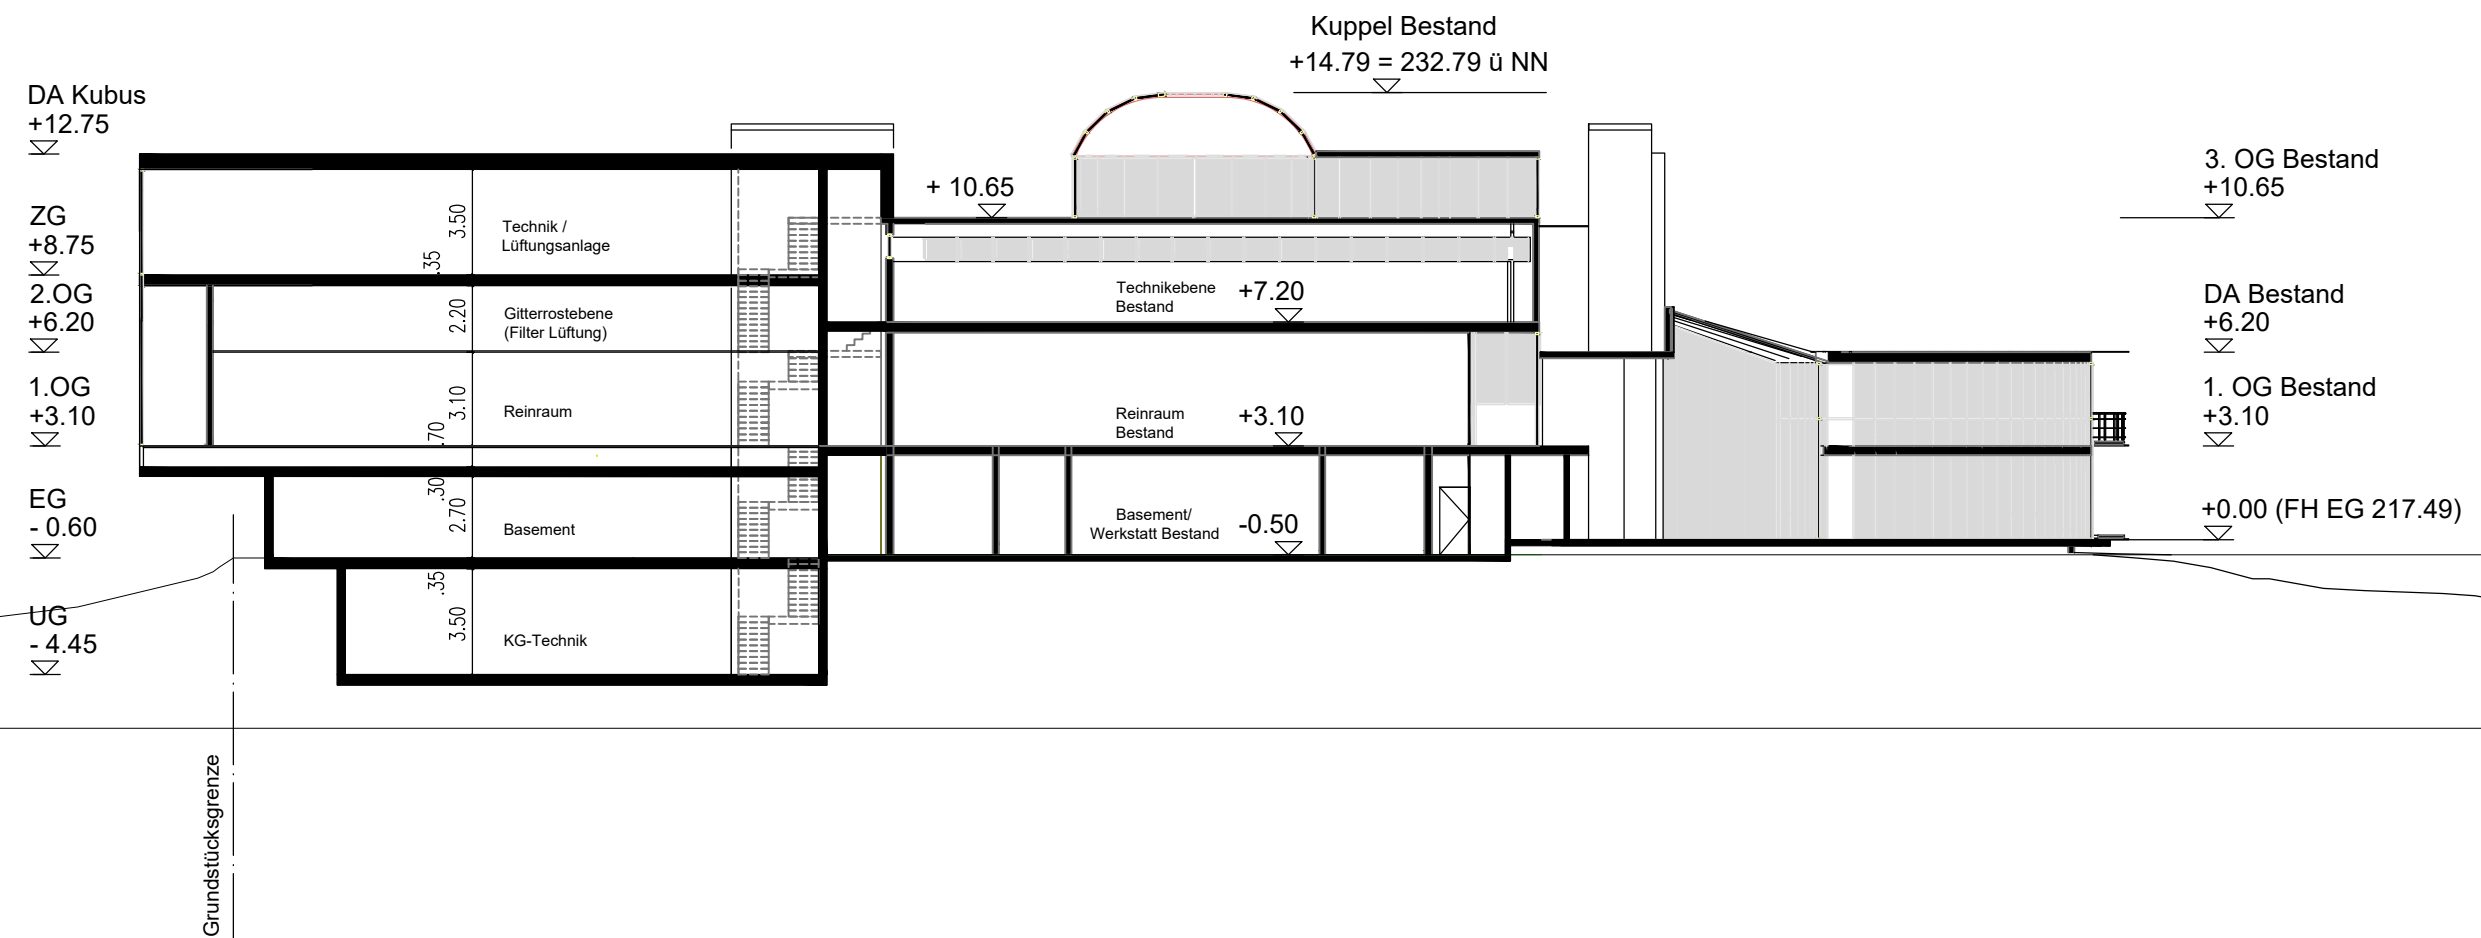 Kuppel Bestand
+14.79 = 232.79 ü NN
DA Kubus
+12.75
ZG
+8.75
2.OG
+6.20
1.OG
+3.10
EG
- 0.60
UG
- 4.45
3.50
.35
2.20
3.10
.70
.30
2.70
.35
3.50
Technik /
Lüftungsanlage
Gitterrostebene
(Filter Lüftung)
Reinraum
Basement
KG-Technik
Grundstücksgrenze
+ 10.65
Technikebene
Bestand
+7.20
Reinraum
Bestand
+3.10
Basement/
Werkstatt Bestand
-0.50
3. OG Bestand
+10.65
DA Bestand
+6.20
1. OG Bestand
+3.10
+0.00 (FH EG 217.49)